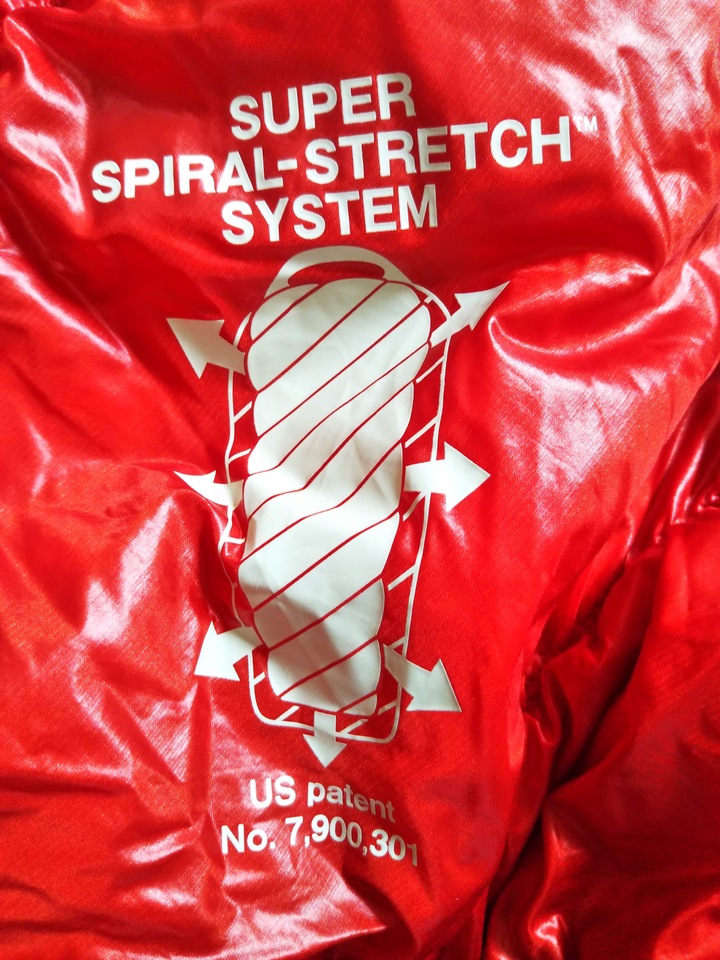 SUPER
SPIRAL-STRETCH™
SYSTEM
US patent
No. 7,900,301